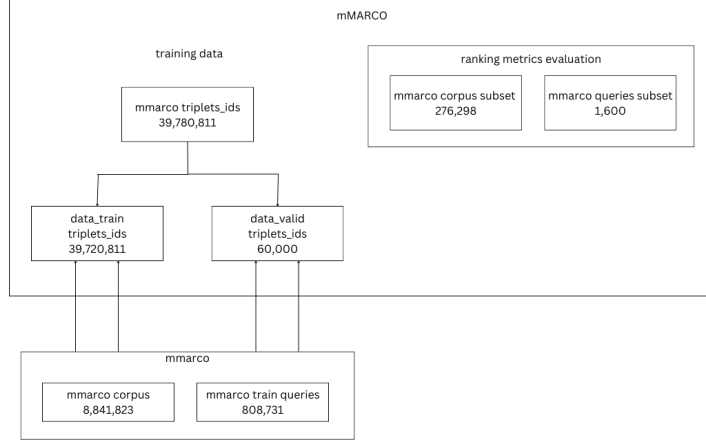 mMARCO
training data
ranking metrics evaluation
mmarco corpus subset
276,298
mmarco queries subset
1,600
mmarco triplets_ids
39,780,811
data_train
triplets_ids
39,720,811
data_valid
triplets_ids
60,000
mmarco
mmarco corpus
8,841,823
mmarco train queries
808,731